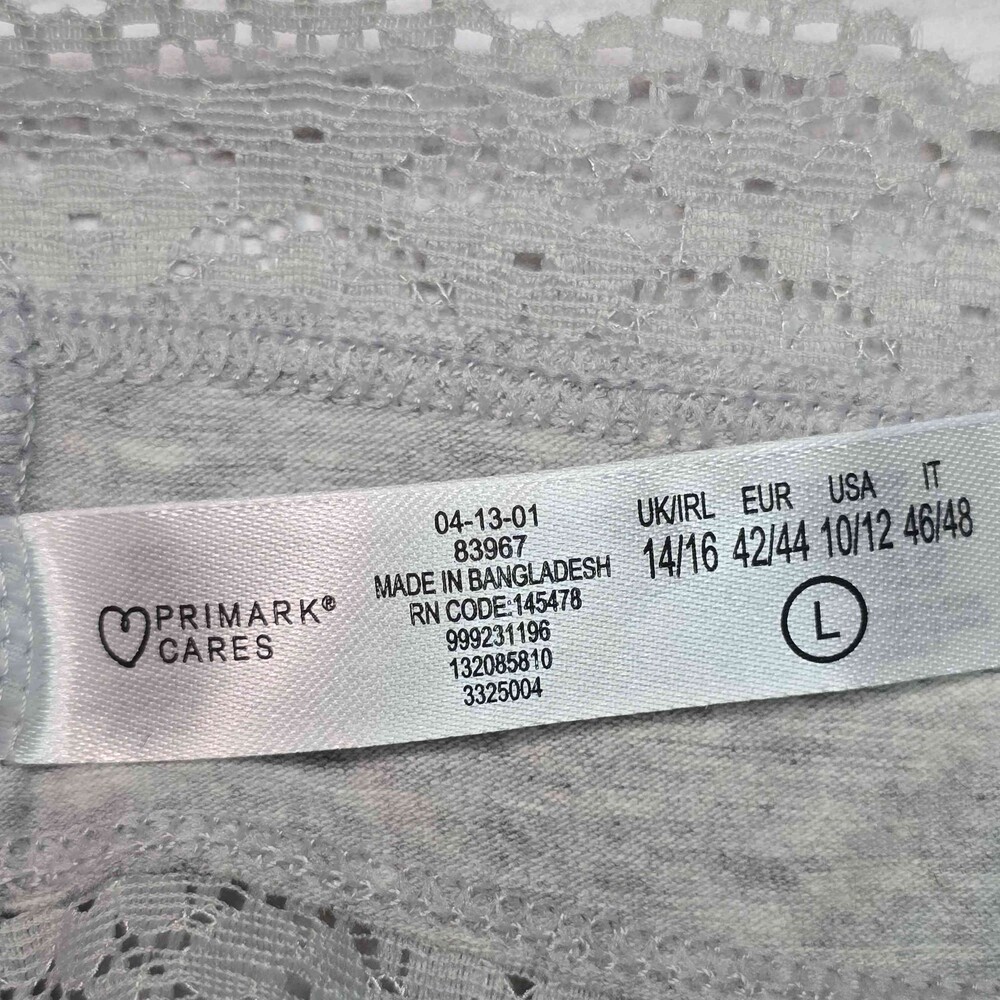 PRIMARK®
CARES
04-13-01
83967
MADE IN BANGLADESH
RN CODE:145478
999231196
132085810
3325004
UK/IRL EUR USA IT
14/16 42/44 10/12 46/48
L